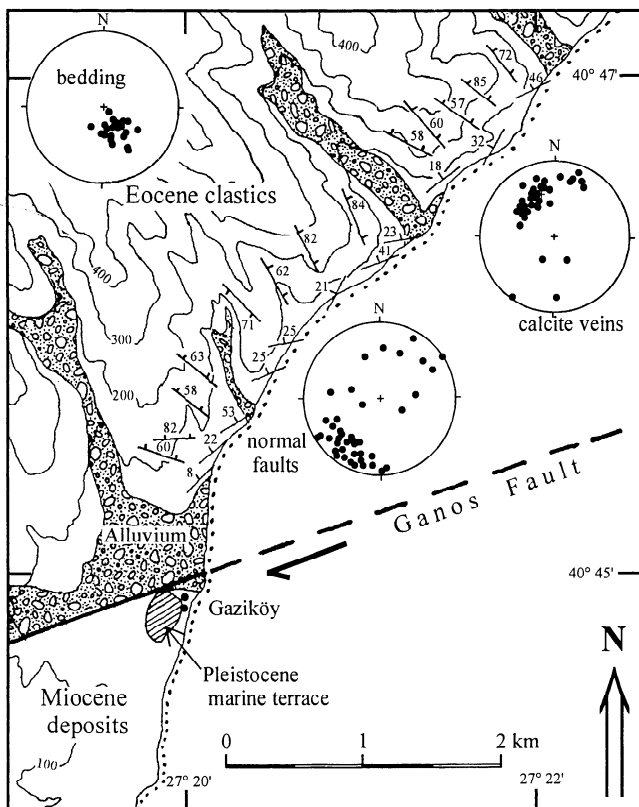 N
bedding
400
72
85
46
40° 47'
57
60
58
32
18
N
Eocene clastics
84
82
23
41
400
62
21
calcite veins
71
25
300
N
63
25
58
200
53
82
60
22
normal
faults
8
Ganos Fault
Alluvium
40° 45'
Gaziköy
Pleistocene
marine terrace
N
Miocene
deposits
0
1
2 km
100
27° 20'
27° 22'